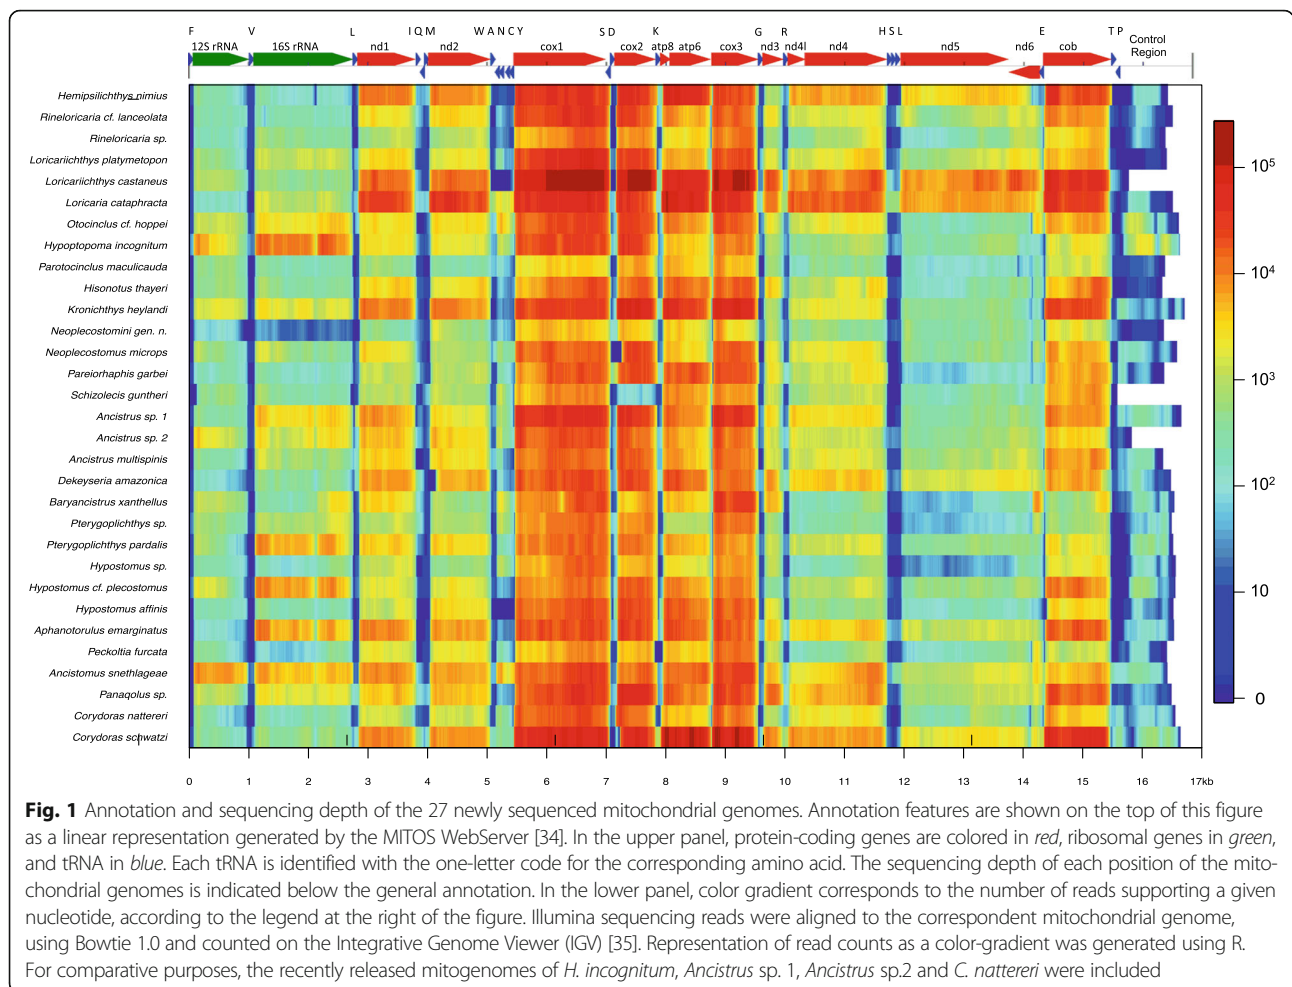 F V L I Q M W A N C Y S D K G R H S L E T P
12S rRNA 16S rRNA nd1 nd2 cox1 cox2 atp8 atp6 cox3 nd3 nd4l nd4 nd5 nd6 cob Control
Region
Hemipsilichthys nimius
Rineloricaria cf. lanceolata
Rineloricaria sp.
Loricariichthys platymetopon
Loricariichthys castaneus
Loricaria cataphracta
Otocinclus cf. hoppei
Hypoptopoma incognitum
Parotocinclus maculicauda
Hisonotus thayeri
Kronichthys heylandi
Neoplecostomini gen. n.
Neoplecostomus microps
Pareiorhaphis garbei
Schizolecis guntheri
Ancistrus sp. 1
Ancistrus sp. 2
Ancistrus multispinis
Dekeyseria amazonica
Baryancistrus xanthellus
Pterygoplichthys sp.
Pterygoplichthys pardalis
Hypostomus sp.
Hypostomus cf. plecostomus
Hypostomus affinis
Aphanotorulus emarginatus
Peckoltia furcata
Ancistomus snethlageae
Panaqolus sp.
Corydoras nattereri
Corydoras schwatzi
10⁵
10⁴
10³
10²
10
0
0 1 2 3 4 5 6 7 8 9 10 11 12 13 14 15 16 17kb
Fig. 1 Annotation and sequencing depth of the 27 newly sequenced mitochondrial genomes. Annotation features are shown on the top of this figure
as a linear representation generated by the MITOS WebServer [34]. In the upper panel, protein-coding genes are colored in red, ribosomal genes in green,
and tRNA in blue. Each tRNA is identified with the one-letter code for the corresponding amino acid. The sequencing depth of each position of the mito-
chondrial genomes is indicated below the general annotation. In the lower panel, color gradient corresponds to the number of reads supporting a given
nucleotide, according to the legend at the right of the figure. Illumina sequencing reads were aligned to the correspondent mitochondrial genome,
using Bowtie 1.0 and counted on the Integrative Genome Viewer (IGV) [35]. Representation of read counts as a color-gradient was generated using R.
For comparative purposes, the recently released mitogenomes of H. incognitum, Ancistrus sp. 1, Ancistrus sp.2 and C. nattereri were included